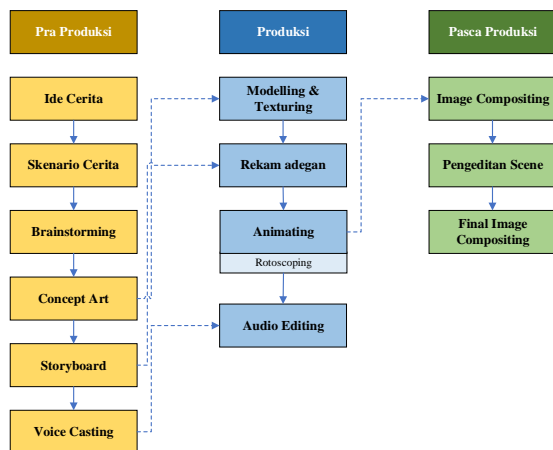 Pra Produksi
Ide Cerita
Skenario Cerita
Brainstorming
Concept Art
Storyboard
Voice Casting
Produksi
Modelling &
Texturing
Rekam adegan
Animating
Rotoscoping
Audio Editing
Pasca Produksi
Image Compositing
Pengeditan Scene
Final Image
Compositing